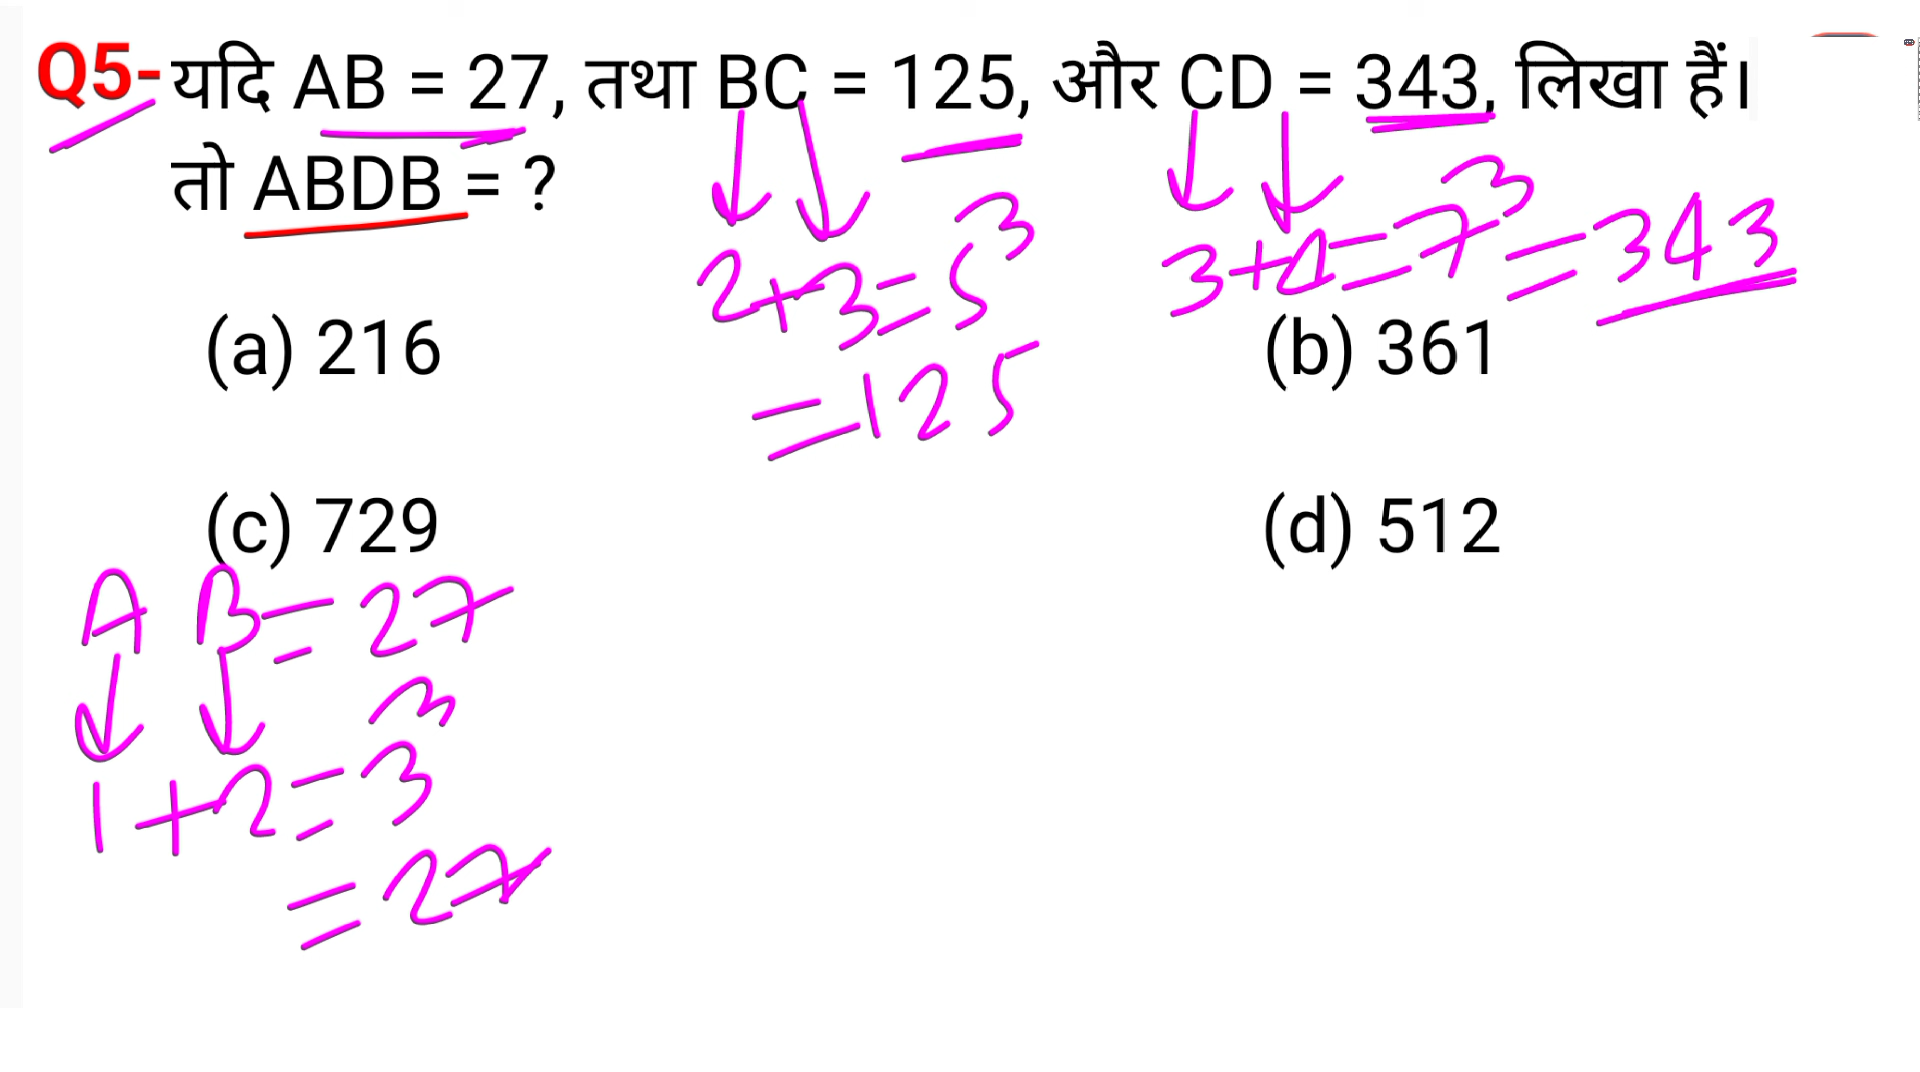 Q5- यदि AB = 27, तथा BC = 125, और CD = 343, लिखा हैं।
तो ABDB = ?
2+3=5³
=125
3+4=7³=343
(a) 216
(b) 361
(c) 729
(d) 512
A B=27
1+2=3³
=27